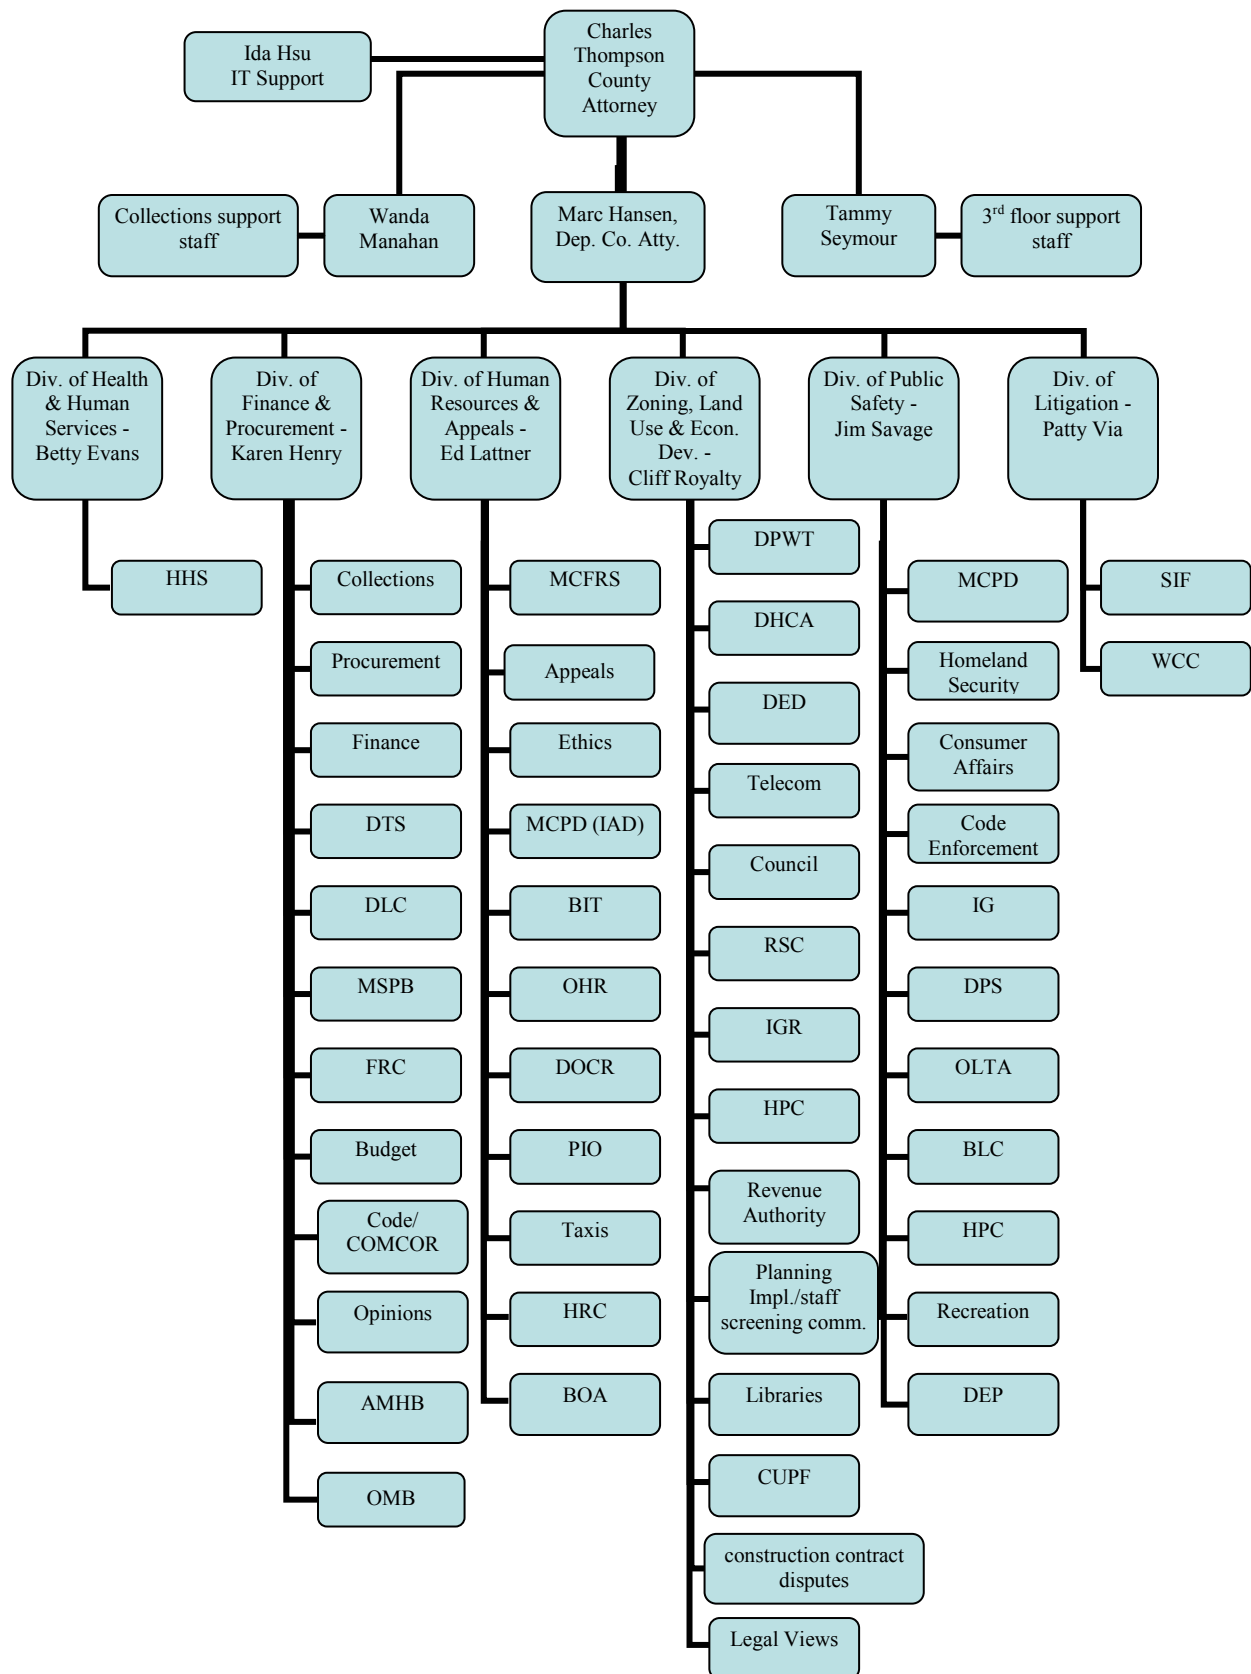 Charles
Thompson
County
Attorney
Ida Hsu
IT Support
Collections support
staff
Wanda
Manahan
Marc Hansen,
Dep. Co. Atty.
Tammy
Seymour
3rd floor support
staff
Div. of Health
& Human
Services -
Betty Evans
Div. of
Finance &
Procurement -
Karen Henry
Div. of Human
Resources &
Appeals -
Ed Lattner
Div. of
Zoning, Land
Use & Econ.
Dev. -
Cliff Royalty
Div. of Public
Safety -
Jim Savage
Div. of
Litigation -
Patty Via
HHS
Collections
Procurement
Finance
DTS
DLC
MSPB
FRC
Budget
Code/
COMCOR
Opinions
AMHB
OMB
MCFRS
Appeals
Ethics
MCPD (IAD)
BIT
OHR
DOCR
PIO
Taxis
HRC
BOA
DPWT
DHCA
DED
Telecom
Council
RSC
IGR
HPC
Revenue
Authority
Planning
Impl./staff
screening comm.
Libraries
CUPF
construction contract
disputes
Legal Views
MCPD
Homeland
Security
Consumer
Affairs
Code
Enforcement
IG
DPS
OLTA
BLC
HPC
Recreation
DEP
SIF
WCC